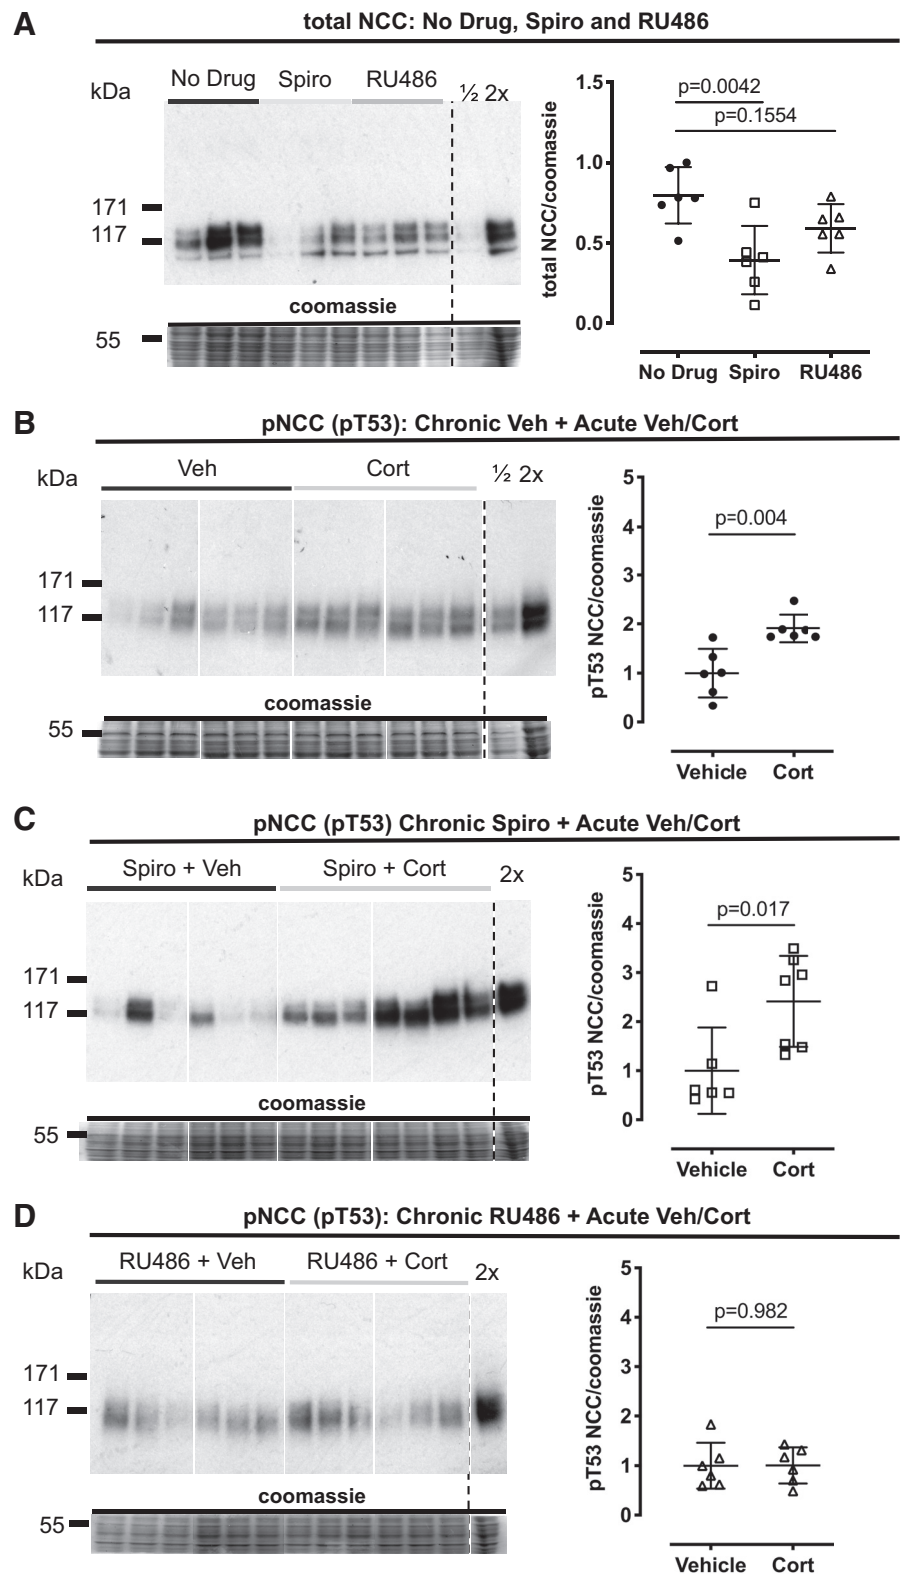 A
total NCC: No Drug, Spiro and RU486
kDa
No Drug
Spiro
RU486
½ 2x
171
117
coomassie
55
total NCC/coomassie
1.5
1.0
0.5
0.0
p=0.0042
p=0.1554
No Drug Spiro RU486
B
pNCC (pT53): Chronic Veh + Acute Veh/Cort
kDa
Veh
Cort
½ 2x
171
117
coomassie
55
pT53 NCC/coomassie
5
4
3
2
1
0
p=0.004
Vehicle Cort
C
pNCC (pT53) Chronic Spiro + Acute Veh/Cort
kDa
Spiro + Veh
Spiro + Cort
2x
171
117
coomassie
55
pT53 NCC/coomassie
5
4
3
2
1
0
p=0.017
Vehicle Cort
D
pNCC (pT53): Chronic RU486 + Acute Veh/Cort
kDa
RU486 + Veh
RU486 + Cort
2x
171
117
coomassie
55
pT53 NCC/coomassie
5
4
3
2
1
0
p=0.982
Vehicle Cort